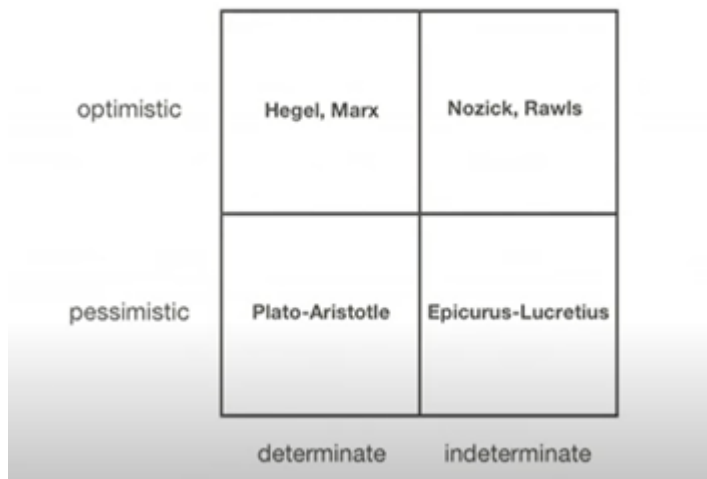 optimistic
Hegel, Marx
Nozick, Rawls
pessimistic
Plato-Aristotle
Epicurus-Lucretius
determinate
indeterminate